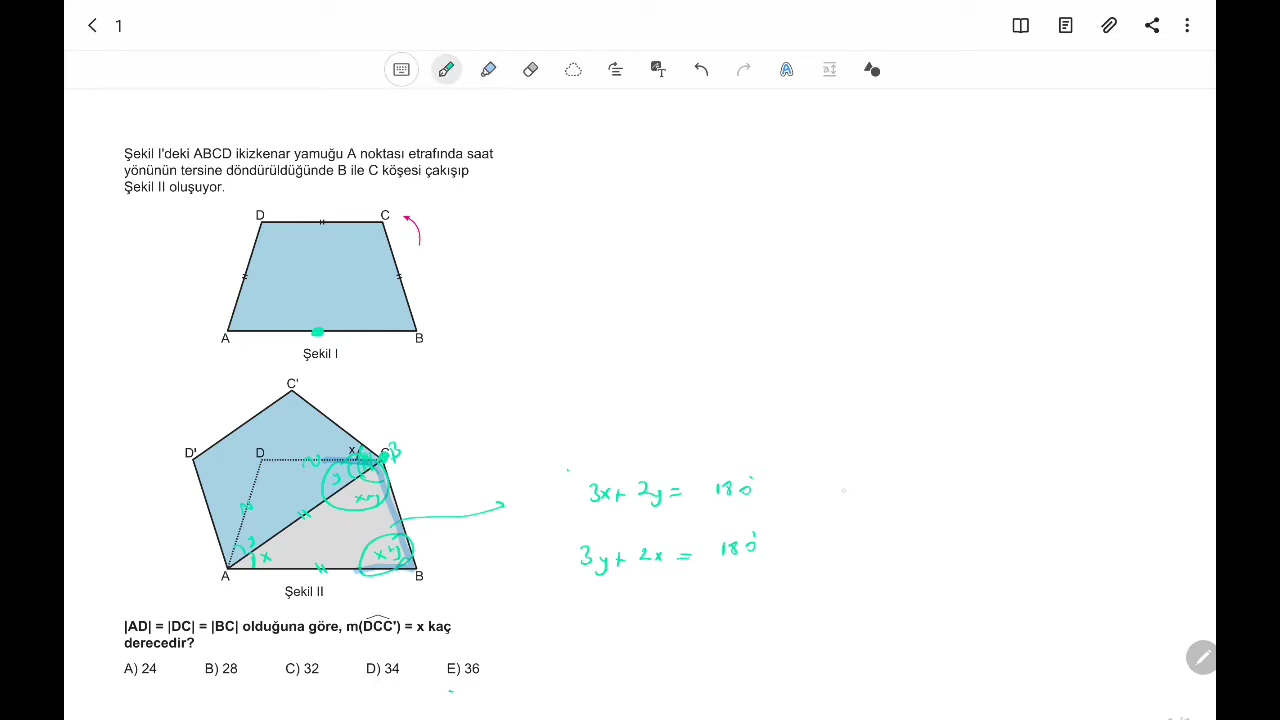 1
Şekil I'deki ABCD ikizkenar yamuğu A noktası etrafında saat
yönünün tersine döndürüldüğünde B ile C köşesi çakışıp
Şekil II oluşuyor.
D C
A B
Şekil I
C'
D' D x C B
y
x+y
y x
x+y
A B
Şekil II
3x+ 2y = 180°
3y+ 2x = 180°
|AD| = |DC| = |BC| olduğuna göre, m(DCC') = x kaç
derecedir?
A) 24 B) 28 C) 32 D) 34 E) 36